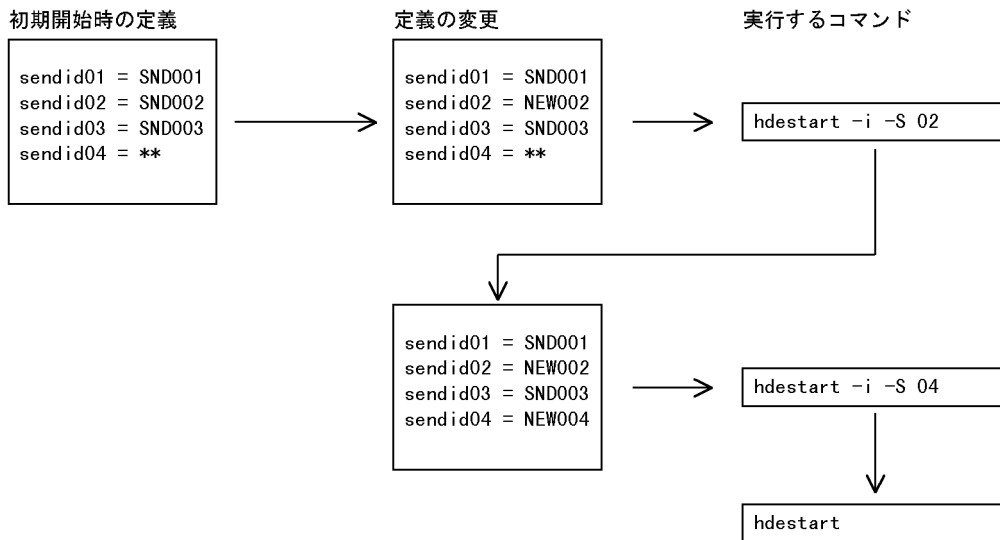 初期開始時の定義
定義の変更
実行するコマンド
sendid01 = SND001
sendid02 = SND002
sendid03 = SND003
sendid04 = **
sendid01 = SND001
sendid02 = NEW002
sendid03 = SND003
sendid04 = **
hdestart -i -S 02
sendid01 = SND001
sendid02 = NEW002
sendid03 = SND003
sendid04 = NEW004
hdestart -i -S 04
hdestart